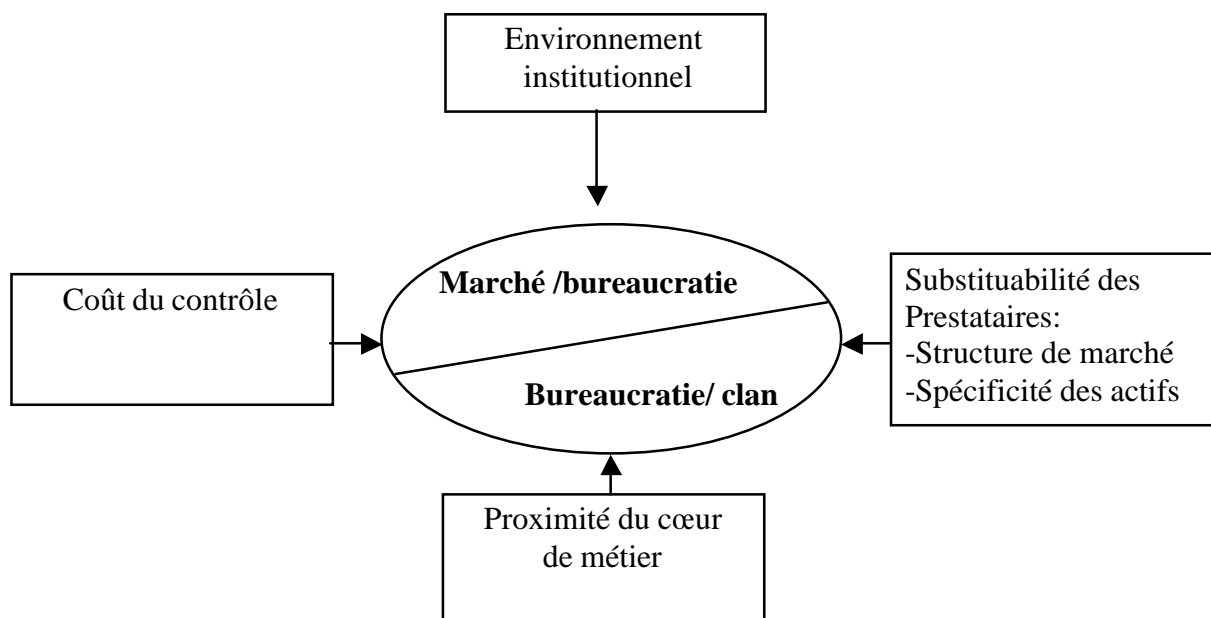 Environnement
institutionnel
Marché /bureaucratie
Coût du contrôle
Substituabilité des
Prestataires:
-Structure de marché
-Spécificité des actifs
Bureaucratie/ clan
Proximité du cœur
de métier